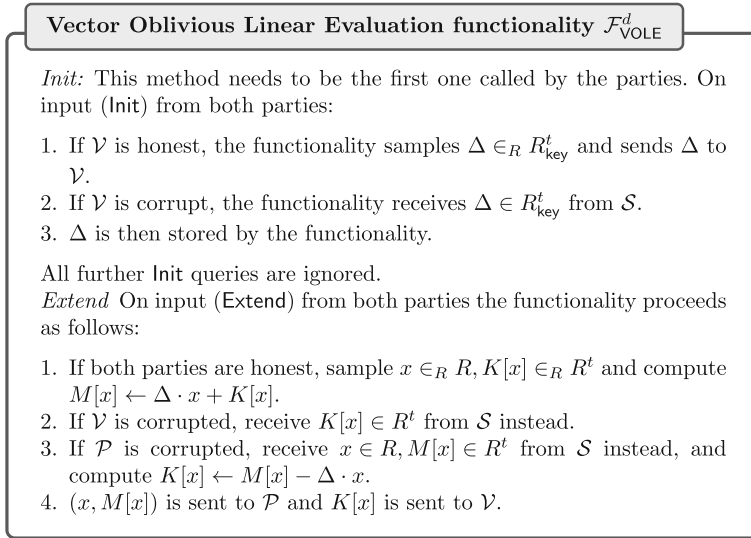 Vector Oblivious Linear Evaluation functionality $\mathcal{F}^d_{\mathsf{VOLE}}$
Init: This method needs to be the first one called by the parties. On
input (Init) from both parties:
1. If $\mathcal{V}$ is honest, the functionality samples $\Delta \in_R R^t_{\mathsf{key}}$ and sends $\Delta$ to
$\mathcal{V}$.
2. If $\mathcal{V}$ is corrupt, the functionality receives $\Delta \in R^t_{\mathsf{key}}$ from $\mathcal{S}$.
3. $\Delta$ is then stored by the functionality.
All further Init queries are ignored.
Extend On input (Extend) from both parties the functionality proceeds
as follows:
1. If both parties are honest, sample $x \in_R R, K[x] \in_R R^t$ and compute
$M[x] \leftarrow \Delta \cdot x + K[x]$.
2. If $\mathcal{V}$ is corrupted, receive $K[x] \in R^t$ from $\mathcal{S}$ instead.
3. If $\mathcal{P}$ is corrupted, receive $x \in R, M[x] \in R^t$ from $\mathcal{S}$ instead, and
compute $K[x] \leftarrow M[x] - \Delta \cdot x$.
4. $(x, M[x])$ is sent to $\mathcal{P}$ and $K[x]$ is sent to $\mathcal{V}$.